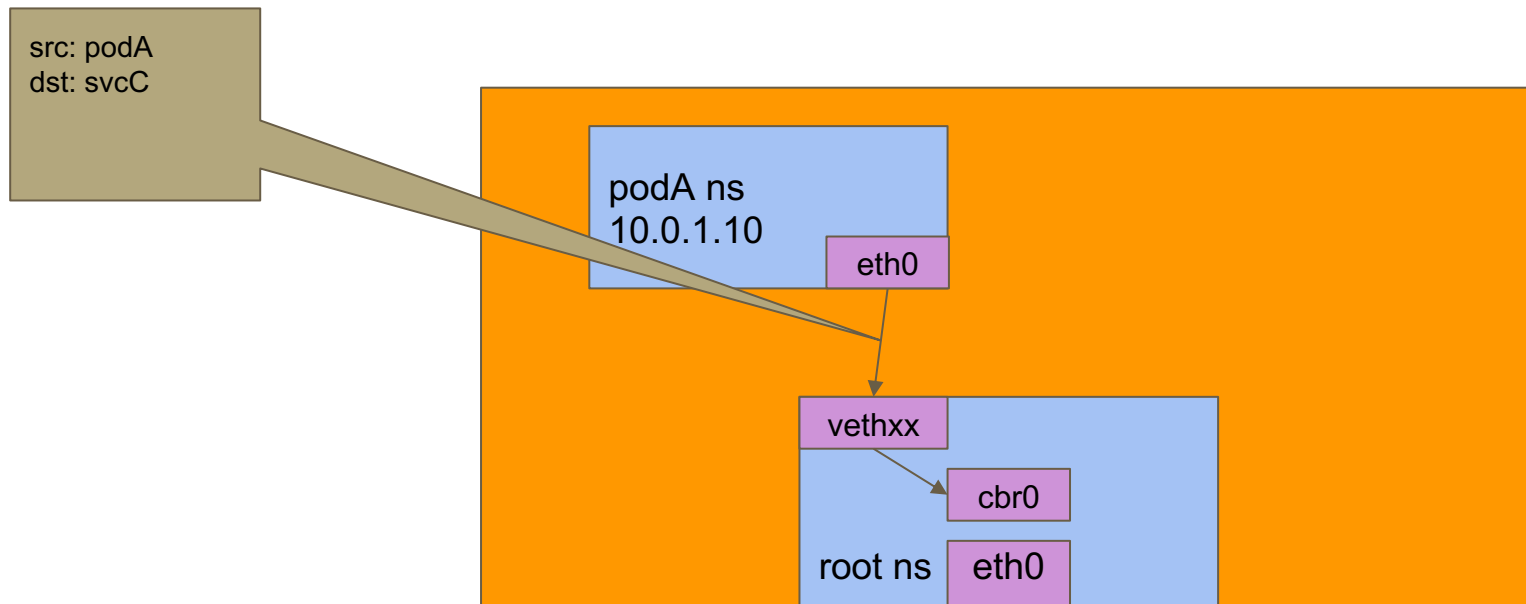 src: podA
dst: svcC
podA ns
10.0.1.10
eth0
vethxx
cbr0
root ns
eth0